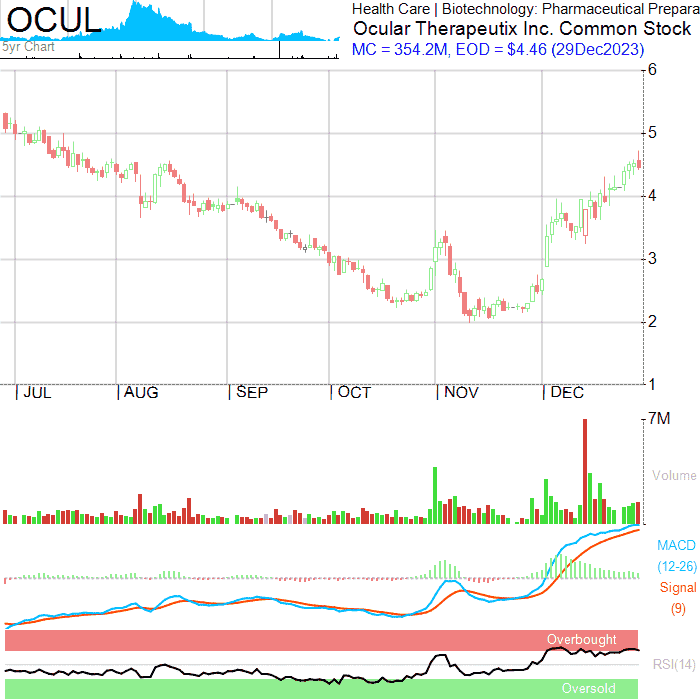 OCUL
5yr Chart
Health Care | Biotechnology: Pharmaceutical Prepara
Ocular Therapeutix Inc. Common Stock
MC = 354.2M, EOD = $4.46 (29Dec2023)
6
5
4
3
2
1
| JUL | AUG | SEP | OCT | NOV | DEC
7M
Volume
MACD
(12-26)
Signal
(9)
Overbought
RSI(14)
Oversold